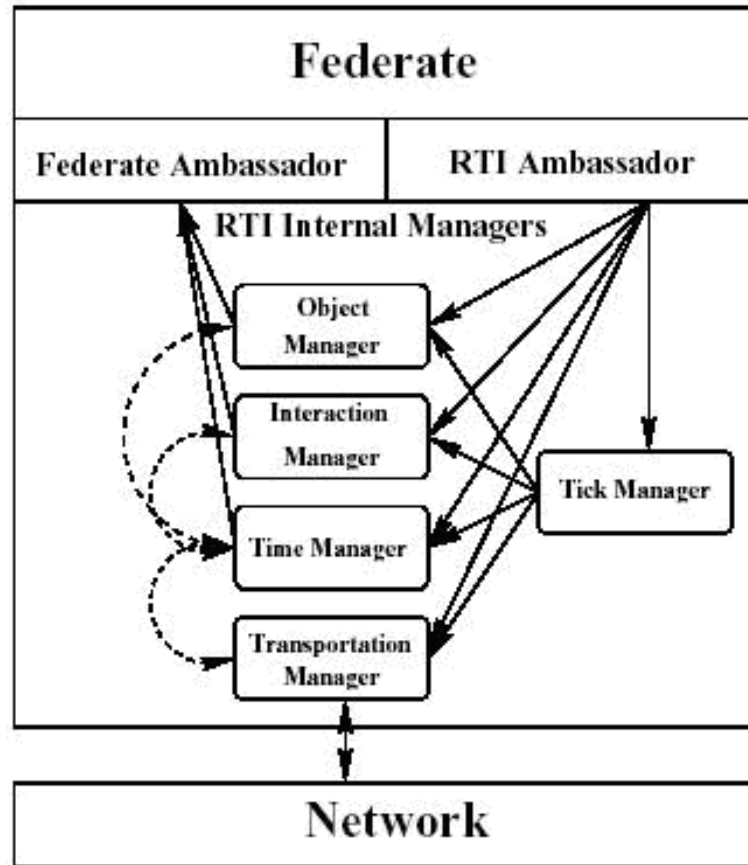 Federate
Federate Ambassador
RTI Ambassador
RTI Internal Managers
Object
Manager
Interaction
Manager
Time Manager
Tick Manager
Transportation
Manager
Network